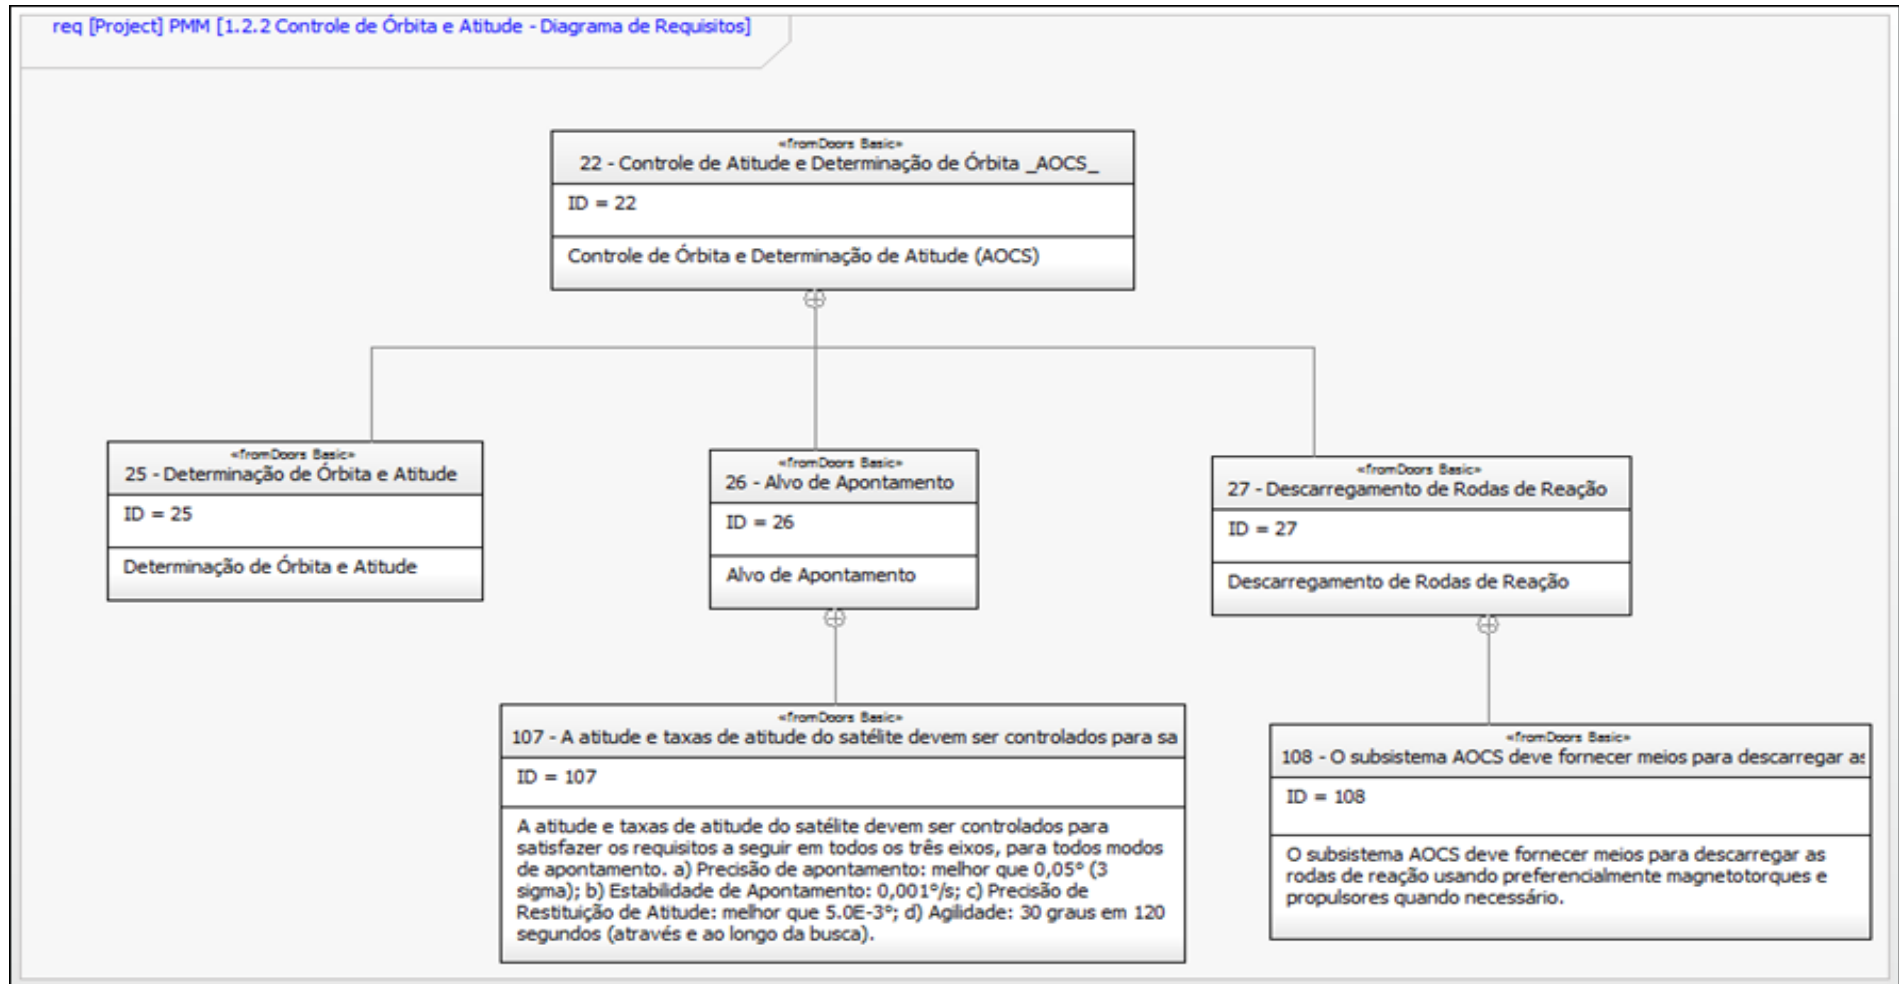 req [Project] PMM [1.2.2 Controle de Órbita e Atitude - Diagrama de Requisitos]
«fromDoors Basic»
22 - Controle de Atitude e Determinação de Órbita _AOCS_
ID = 22
Controle de Órbita e Determinação de Atitude (AOCS)
«fromDoors Basic»
25 - Determinação de Órbita e Atitude
ID = 25
Determinação de Órbita e Atitude
«fromDoors Basic»
26 - Alvo de Apontamento
ID = 26
Alvo de Apontamento
«fromDoors Basic»
27 - Descarregamento de Rodas de Reação
ID = 27
Descarregamento de Rodas de Reação
«fromDoors Basic»
107 - A atitude e taxas de atitude do satélite devem ser controlados para sa
ID = 107
A atitude e taxas de atitude do satélite devem ser controlados para
satisfazer os requisitos a seguir em todos os três eixos, para todos modos
de apontamento. a) Precisão de apontamento: melhor que 0,05° (3
sigma); b) Estabilidade de Apontamento: 0,001°/s; c) Precisão de
Restituição de Atitude: melhor que 5.0E-3°; d) Agilidade: 30 graus em 120
segundos (através e ao longo da busca).
«fromDoors Basic»
108 - O subsistema AOCS deve fornecer meios para descarregar as
ID = 108
O subsistema AOCS deve fornecer meios para descarregar as
rodas de reação usando preferencialmente magnetotorques e
propulsores quando necessário.